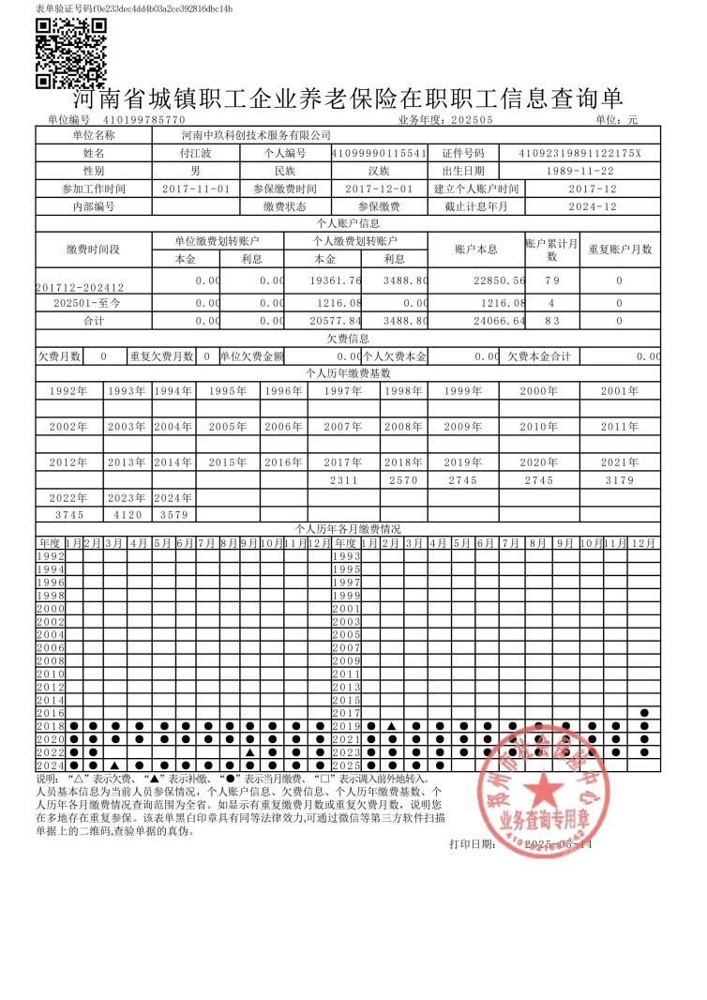 表单验证号码f0e233dec4dd4b03a2ce392816dbc14b
河南省城镇职工企业养老保险在职职工信息查询单
单位编号 410199785770 业务年度：202505 单位：元
单位名称 河南中玖科创技术服务有限公司
姓名 付江波 个人编号 41099990115541 证件号码 41092319891122175X
性别 男 民族 汉族 出生日期 1989-11-22
参加工作时间 2017-11-01 参保缴费时间 2017-12-01 建立个人账户时间 2017-12
内部编号 缴费状态 参保缴费 截止计息年月 2024-12
个人账户信息
缴费时间段 单位缴费划转账户 个人缴费划转账户 账户本息 账户累计月数 重复账户月数
本金 利息 本金 利息
201712-202412 0.00 0.00 19361.76 3488.80 22850.56 79 0
202501-至今 0.00 0.00 1216.08 0.00 1216.08 4 0
合计 0.00 0.00 20577.84 3488.80 24066.64 83 0
欠费信息
欠费月数 0 重复欠费月数 0 单位欠费金额 0.00 个人欠费本金 0.00 欠费本金合计 0.00
个人历年缴费基数
1992年 1993年 1994年 1995年 1996年 1997年 1998年 1999年 2000年 2001年
2002年 2003年 2004年 2005年 2006年 2007年 2008年 2009年 2010年 2011年
2012年 2013年 2014年 2015年 2016年 2017年 2018年 2019年 2020年 2021年
2311 2570 2745 2745 3179
2022年 2023年 2024年
3745 4120 3579
个人历年各月缴费情况
年度 1月 2月 3月 4月 5月 6月 7月 8月 9月 10月 11月 12月 年度 1月 2月 3月 4月 5月 6月 7月 8月 9月 10月 11月 12月
1992 1993
1994 1995
1996 1997
1998 1999
2000 2001
2002 2003
2004 2005
2006 2007
2008 2009
2010 2011
2012 2013
2014 2015
2016 2017 ●
2018 ● ● ● ● ● ● ● ● ● ● ● ● 2019 ● ▲ ● ● ● ● ● ● ● ● ● ●
2020 ● ● ● ● ● ● ● ● ● ● ● ● 2021 ● ● ● ● ● ● ● ● ● ● ● ●
2022 ● ● ▲ ● ● ● 2023 ● ● ● ● ● ● ● ● ● ● ● ●
2024 ● ● ▲ ● ● ● ● ● ● ● ● ● 2025 ● ● ● ●
说明：“△”表示欠费、“▲”表示补缴、“●”表示当月缴费、“□”表示调入前外地转入。
人员基本信息为当前人员参保情况，个人账户信息、欠费信息、个人历年缴费基数、个
人历年各月缴费情况查询范围为全省。如显示有重复缴费月数或重复欠费月数，说明您
在多地存在重复参保。该表单黑白印章具有同等法律效力,可通过微信等第三方软件扫描
单据上的二维码,查验单据的真伪。
郑州市社会保险中心
业务查询专用章
打印日期： 2025-05-14